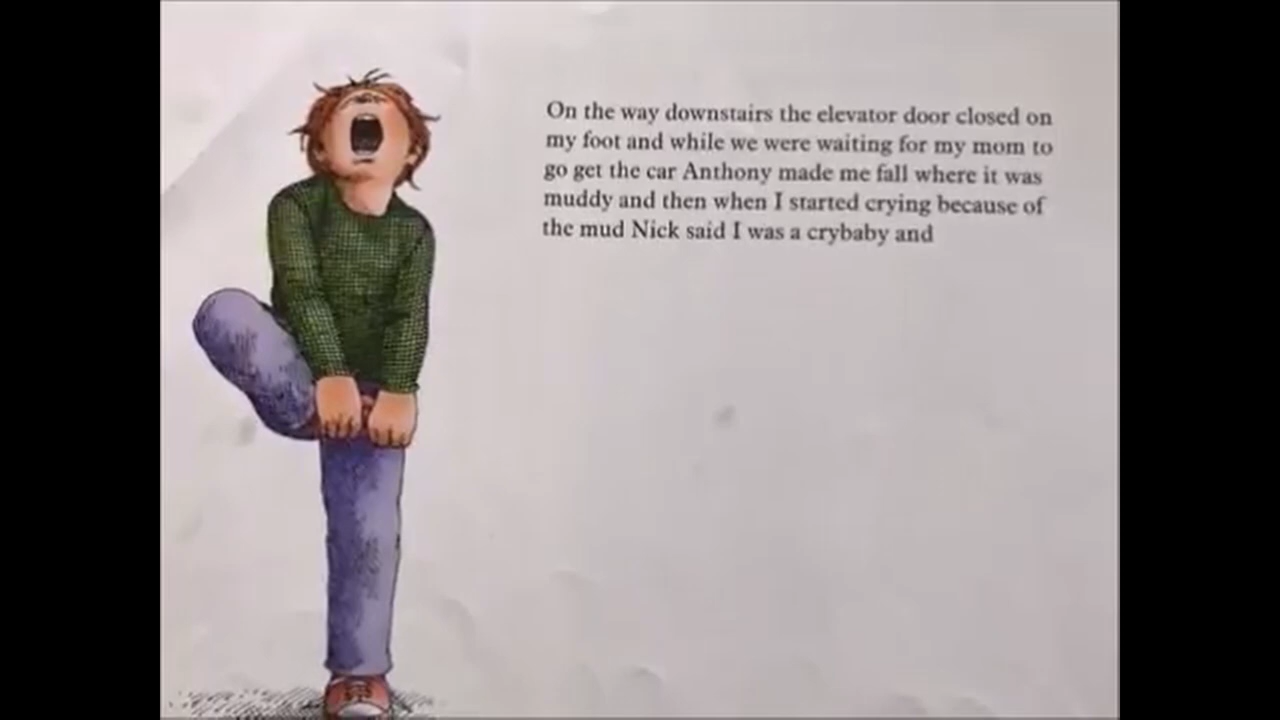 On the way downstairs the elevator door closed on
my foot and while we were waiting for my mom to
go get the car Anthony made me fall where it was
muddy and then when I started crying because of
the mud Nick said I was a crybaby and